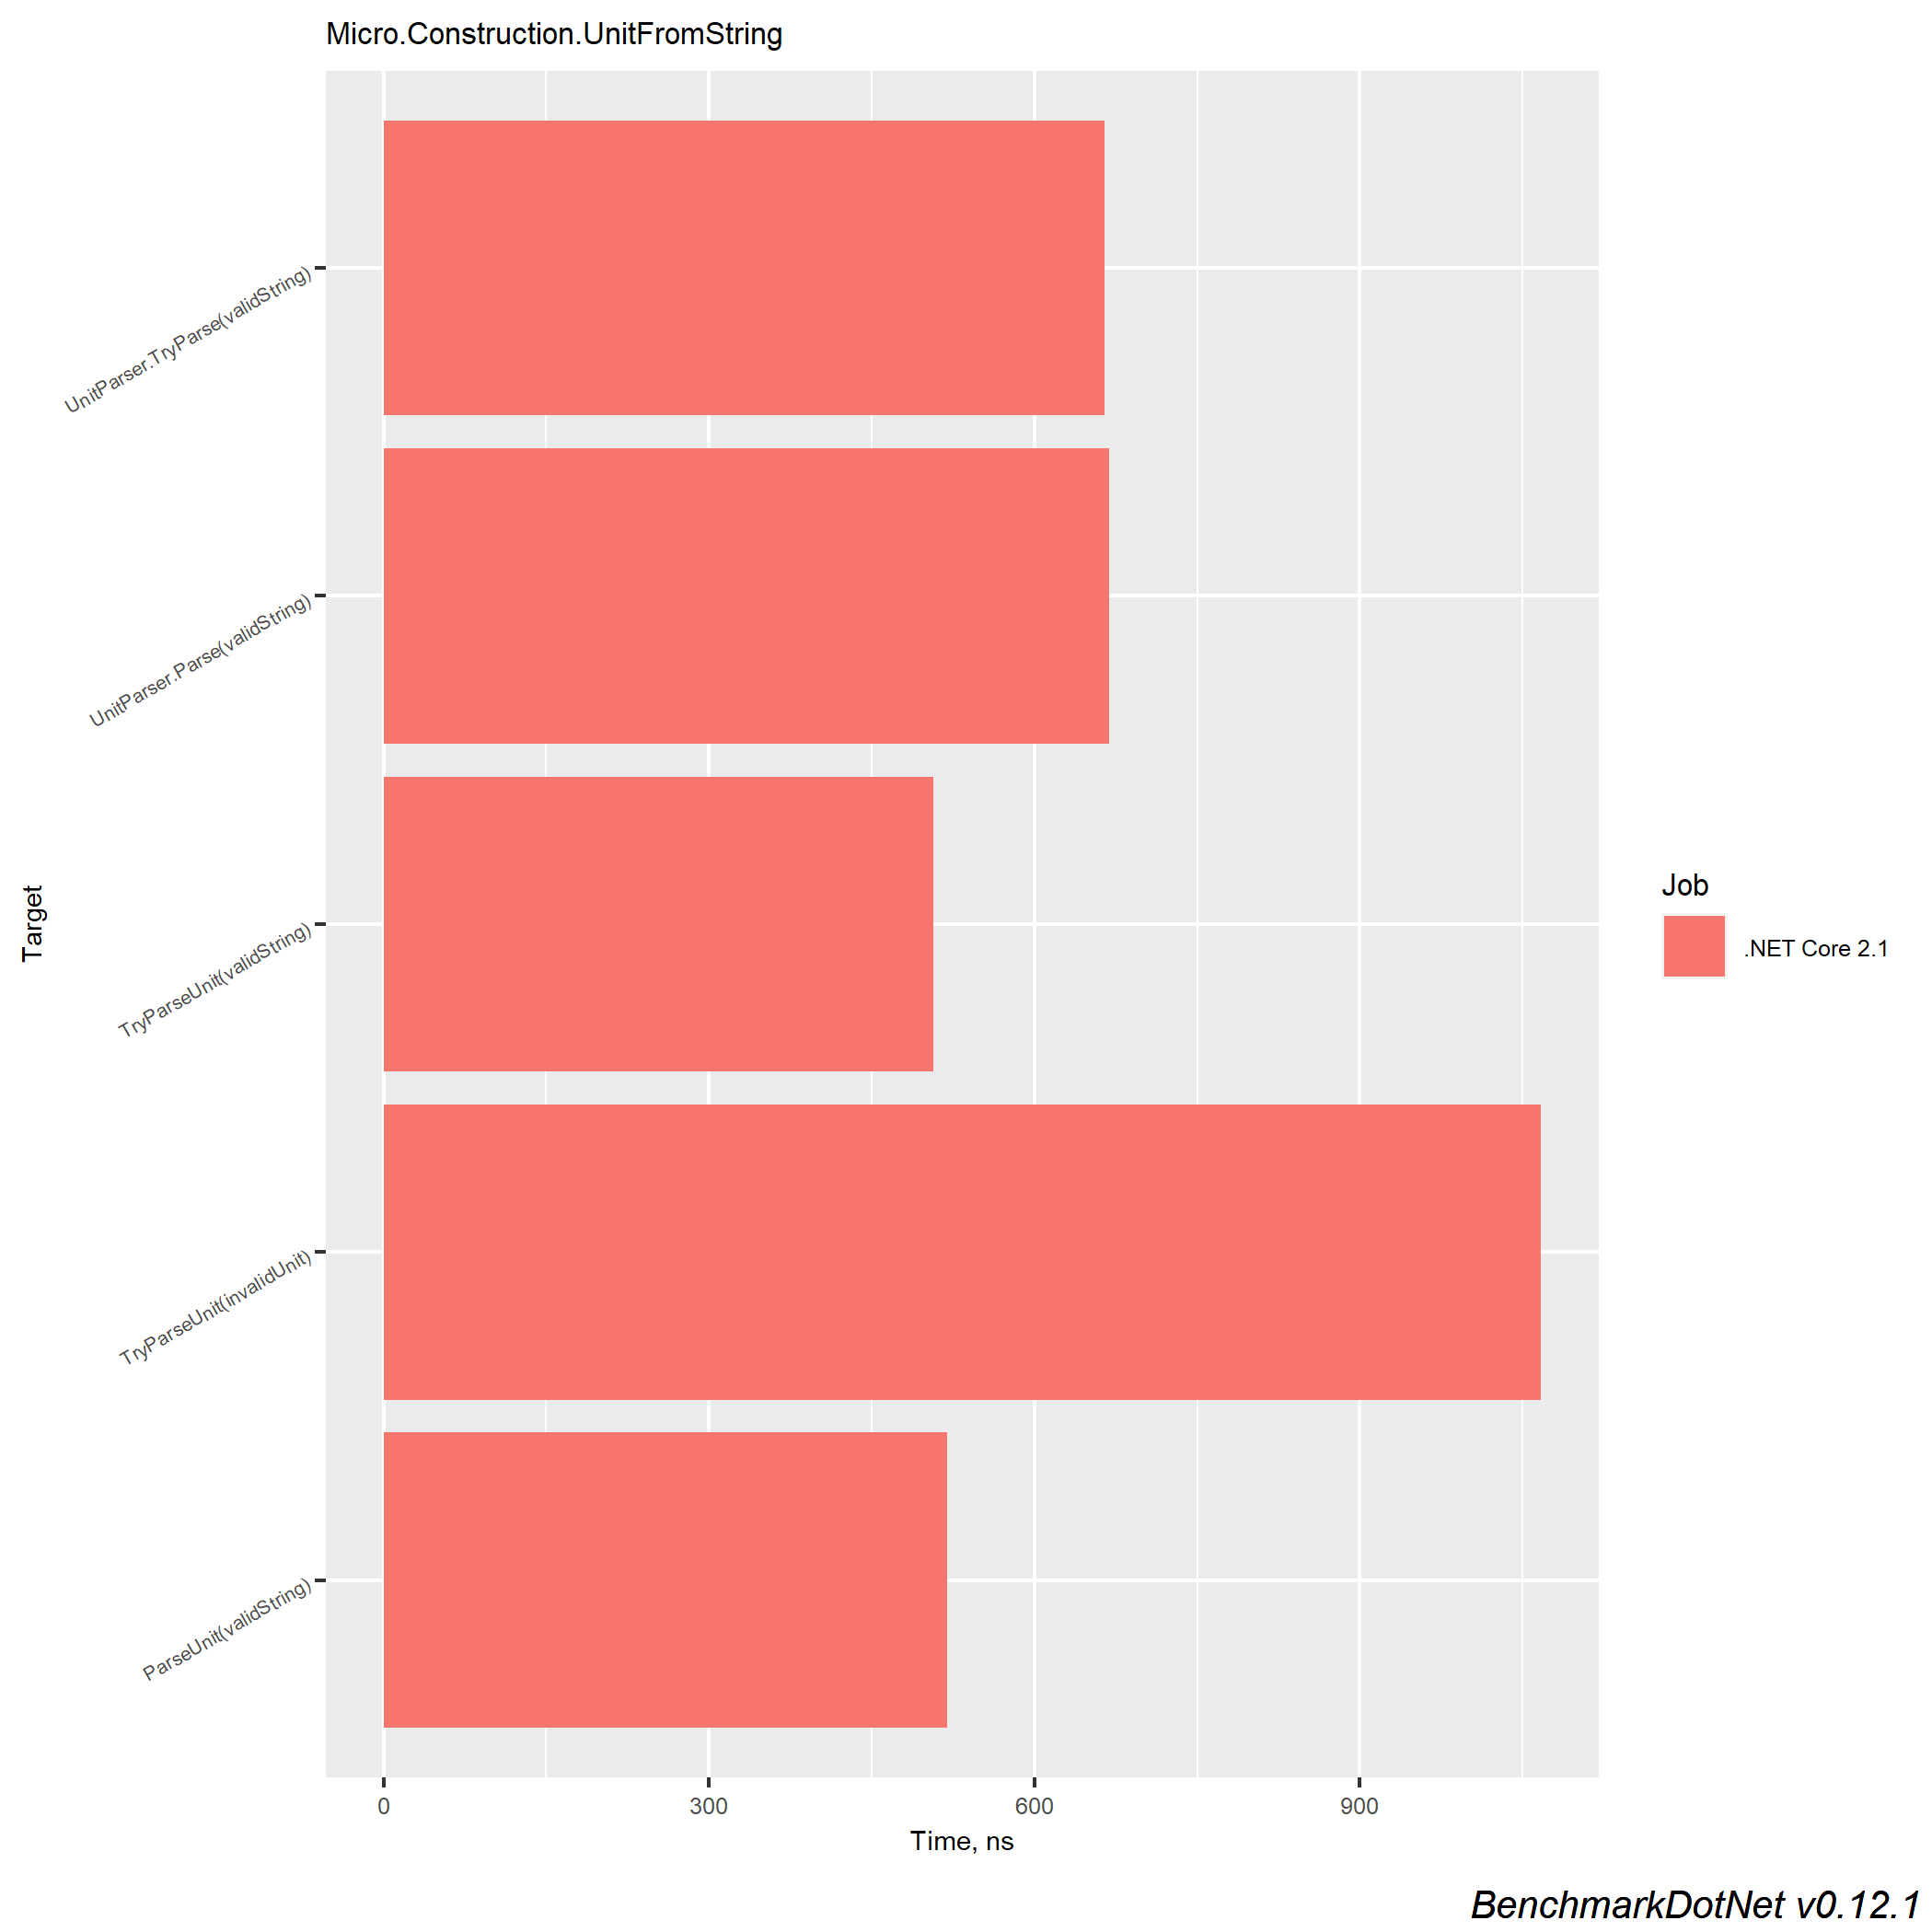 Micro.Construction.UnitFromString
UnitParser.TryParse(validString)
UnitParser.Parse(validString)
TryParseUnit(validString)
TryParseUnit(invalidUnit)
ParseUnit(validString)
Target
0 300 600 900
Time, ns
Job
.NET Core 2.1
BenchmarkDotNet v0.12.1